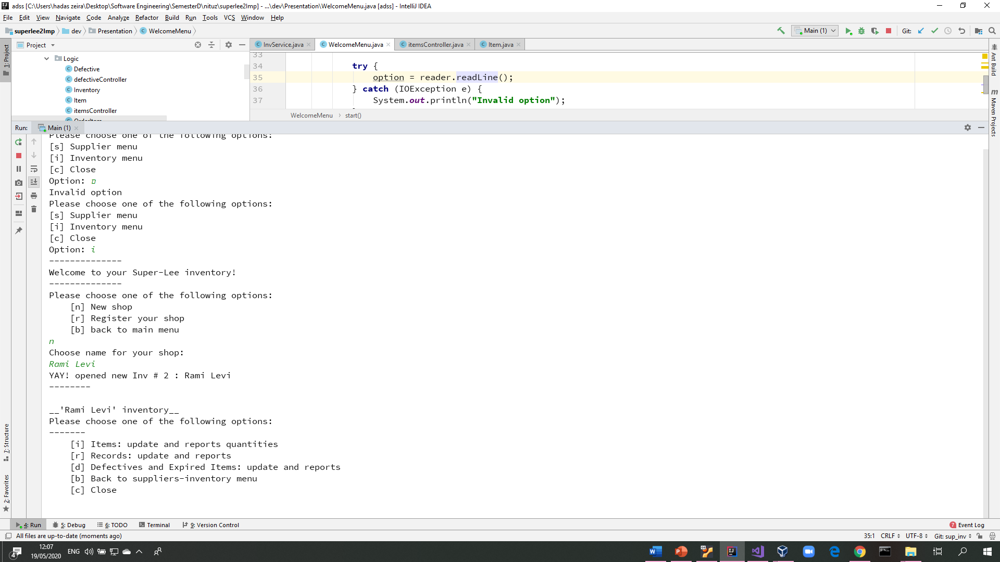 adss [C:\Users\hadas zeira\Desktop\Software Engineering\SemesterD\nituz\superlee2Imp] - ...\dev\Presentation\WelcomeMenu.java [adss] - IntelliJ IDEA
File Edit View Navigate Code Analyze Refactor Build Run Tools VCS Window Help
superlee2Imp dev Presentation WelcomeMenu Main (1) Git:
Project InvService.java WelcomeMenu.java itemsController.java Item.java
1: Project
Logic
Defective
defectiveController
Inventory
Item
itemsController
33
34 try {
35 option = reader.readLine();
36 } catch (IOException e) {
37 System.out.println("Invalid option");
WelcomeMenu start()
Ant Build
Maven Projects
Run: Main (1)
Please choose one of the following options:
[s] Supplier menu
[i] Inventory menu
[c] Close
Option:
Invalid option
Please choose one of the following options:
[s] Supplier menu
[i] Inventory menu
[c] Close
Option: i
--------------
Welcome to your Super-Lee inventory!
--------------
Please choose one of the following options:
[n] New shop
[r] Register your shop
[b] back to main menu
n
Choose name for your shop:
Rami Levi
YAY! opened new Inv # 2 : Rami Levi
--------
__'Rami Levi' inventory__
Please choose one of the following options:
-------
[i] Items: update and reports quantities
[r] Records: update and reports
[d] Defectives and Expired Items: update and reports
[b] Back to suppliers-inventory menu
[c] Close
7: Structure
2: Favorites
4: Run 5: Debug 6: TODO Terminal 9: Version Control 7 Event Log
All files are up-to-date (moments ago) 35:1 CRLF UTF-8 Git: sup_inv
4 12:07 ENG
19/05/2020